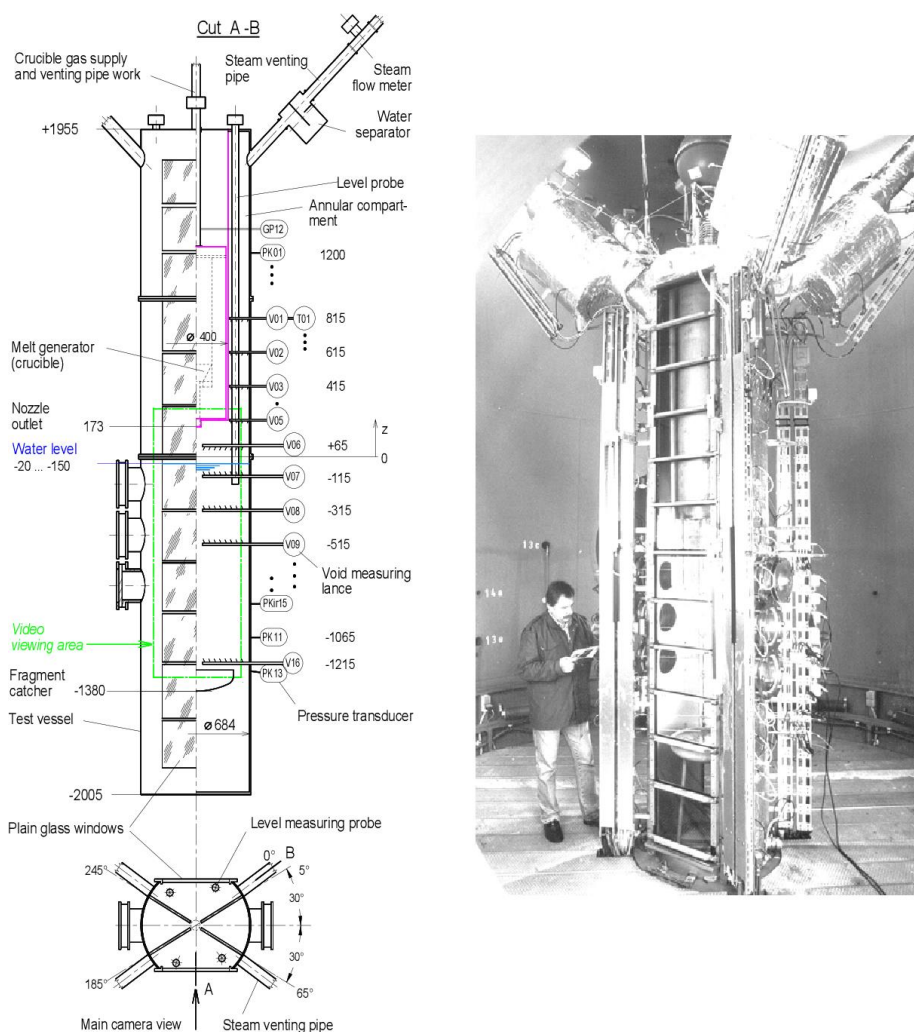 Cut A -B
Crucible gas supply
and venting pipe work
Steam venting
pipe
Steam
flow meter
Water
separator
+1955
Level probe
Annular compart-
ment
GP12
PK01
1200
V01
T01
815
ø 400
V02
615
Melt generator
(crucible)
V03
415
Nozzle
outlet
173
V05
z
Water level
-20 ... -150
V06
+65
0
V07
-115
V08
-315
V09
-515
Void measuring
lance
PKir15
Video
viewing area
PK11
-1065
V16
-1215
Fragment
catcher
-1380
PK13
Test vessel
Pressure transducer
ø 684
-2005
Plain glass windows
Level measuring probe
0°
B
245°
5°
30°
30°
185°
65°
A
Main camera view
Steam venting pipe